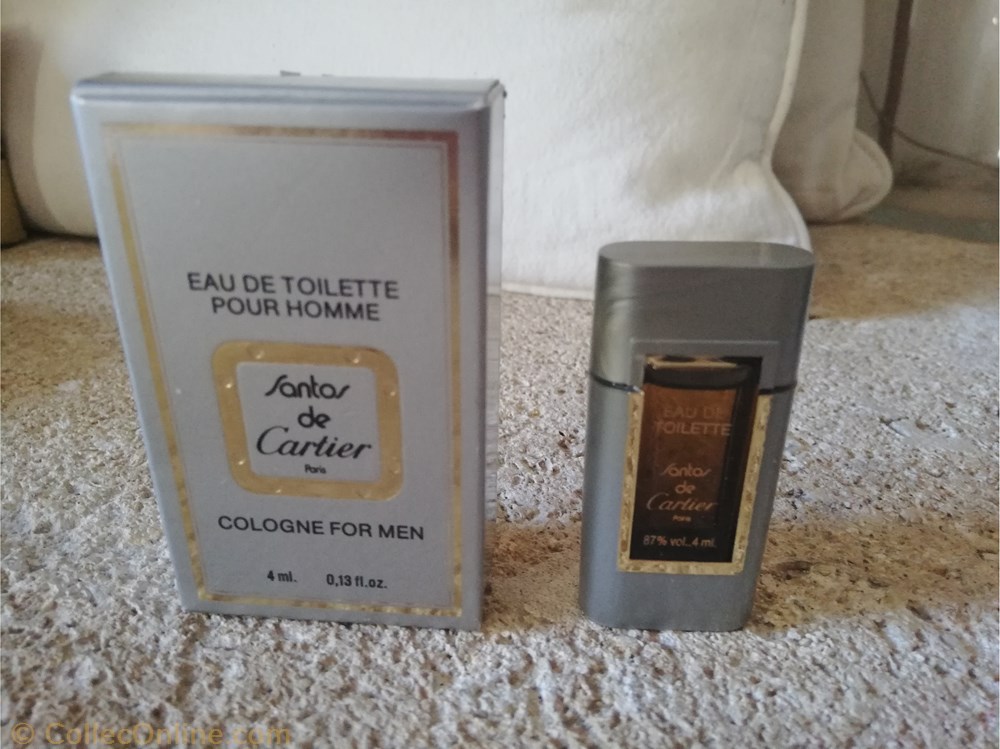 EAU DE TOILETTE
POUR HOMME
Santos
de
Cartier
Paris
COLOGNE FOR MEN
4 ml. 0,13 fl.oz.
EAU DE
TOILETTE
Santos
de
Cartier
Paris
87% vol. 4 ml.
© CollecOnline.com